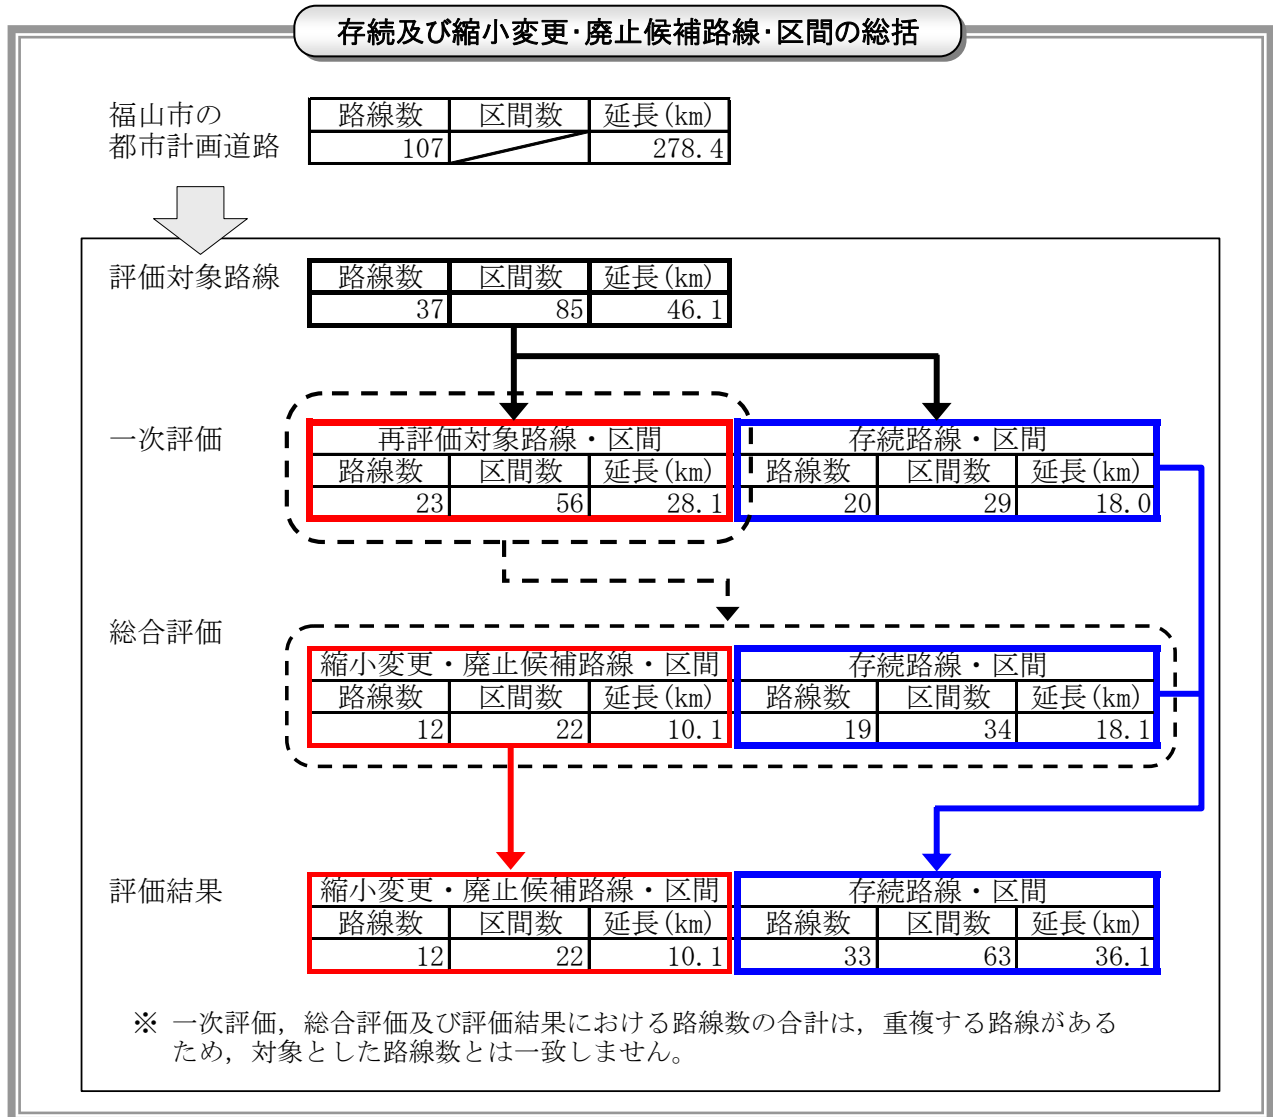 存続及び縮小変更・廃止候補路線・区間の総括
福山市の
都市計画道路
路線数 区間数 延長(km)
107 278.4
評価対象路線
路線数 区間数 延長(km)
37 85 46.1
一次評価
再評価対象路線・区間 存続路線・区間
路線数 区間数 延長(km) 路線数 区間数 延長(km)
23 56 28.1 20 29 18.0
総合評価
縮小変更・廃止候補路線・区間 存続路線・区間
路線数 区間数 延長(km) 路線数 区間数 延長(km)
12 22 10.1 19 34 18.1
評価結果
縮小変更・廃止候補路線・区間 存続路線・区間
路線数 区間数 延長(km) 路線数 区間数 延長(km)
12 22 10.1 33 63 36.1
※ 一次評価，総合評価及び評価結果における路線数の合計は，重複する路線がある
ため，対象とした路線数とは一致しません。